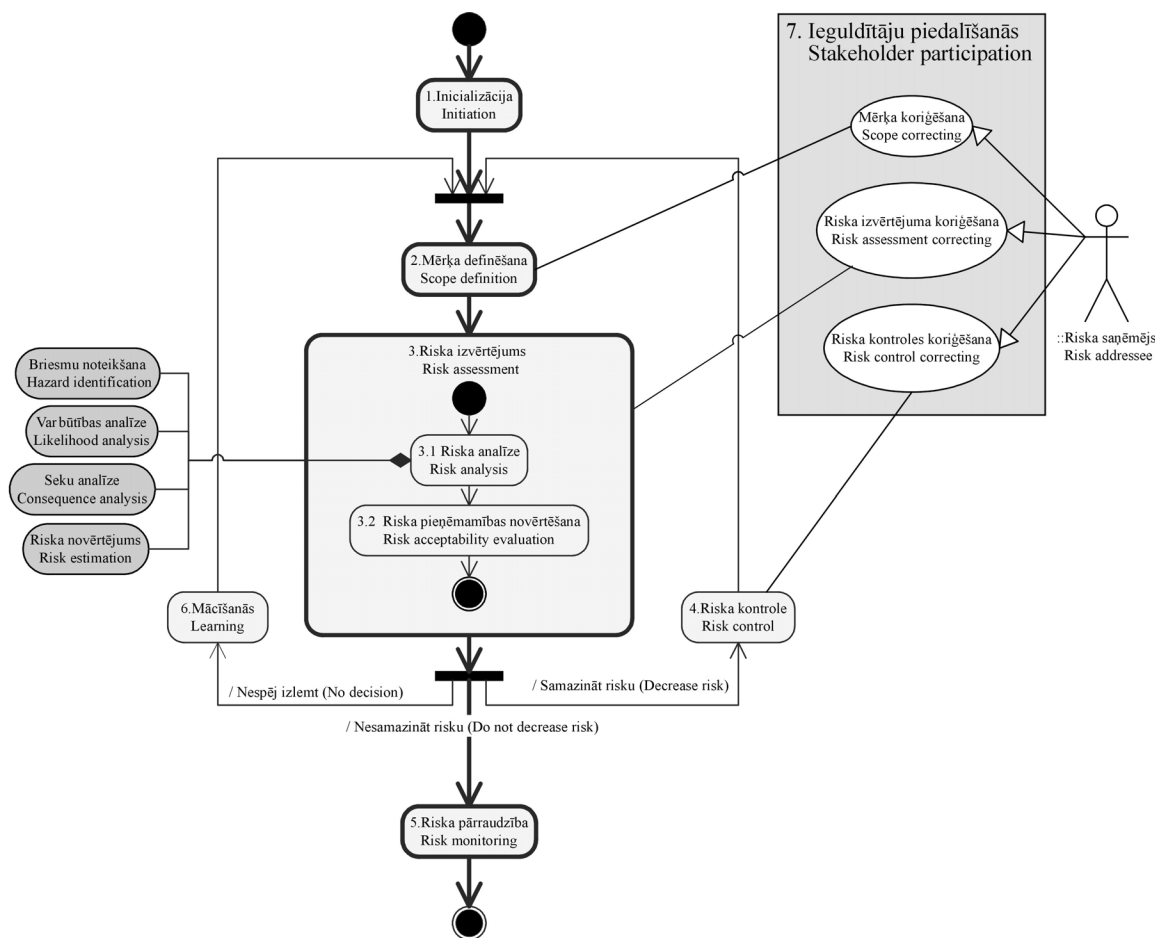 7. Ieguldītāju piedalīšanās
Stakeholder participation
1.Inicializācija
Initiation
Mērķa koriģēšana
Scope correcting
Riska izvērtējuma koriģēšana
Risk assessment correcting
2.Mērķa definēšana
Scope definition
Riska kontroles koriģēšana
Risk control correcting
::Riska saņēmējs
Risk addressee
3.Riska izvērtējums
Risk assessment
Briesmu noteikšana
Hazard identification
Varbūtības analīze
Likelihood analysis
3.1 Riska analīze
Risk analysis
Seku analīze
Consequence analysis
3.2 Riska pieņēmamības novērtēšana
Risk acceptability evaluation
Riska novērtējums
Risk estimation
6.Mācīšanās
Learning
4.Riska kontrole
Risk control
/ Nespēj izlemt (No decision)
/ Samazināt risku (Decrease risk)
/ Nesamazināt risku (Do not decrease risk)
5.Riska pārraudzība
Risk monitoring